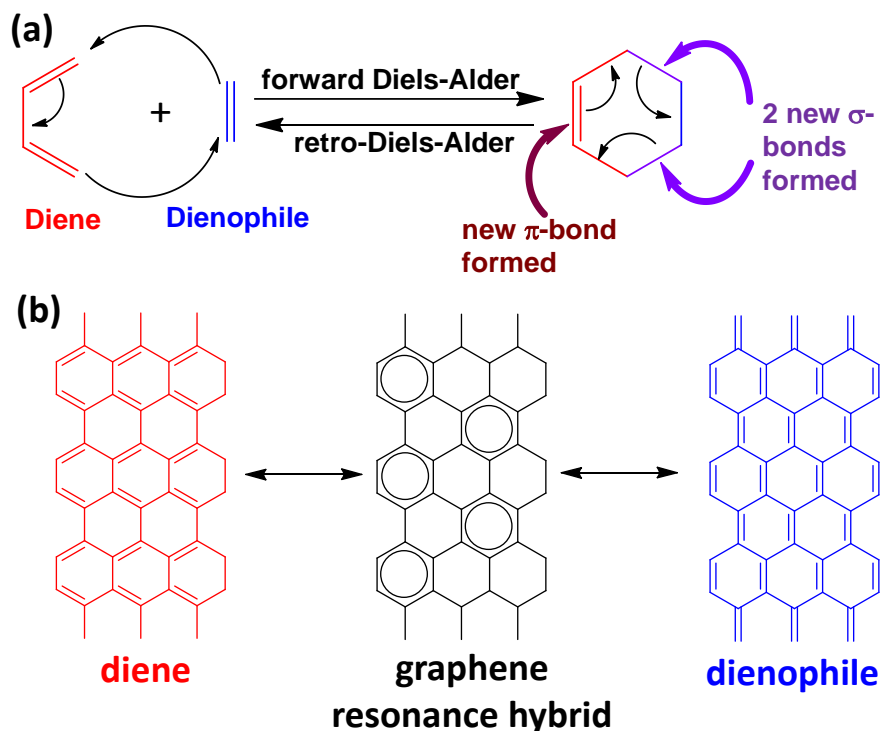 (a)
forward Diels-Alder
+
retro-Diels-Alder
2 new σ-
bonds
formed
Diene
Dienophile
new π-bond
formed
(b)
diene
graphene
resonance hybrid
dienophile